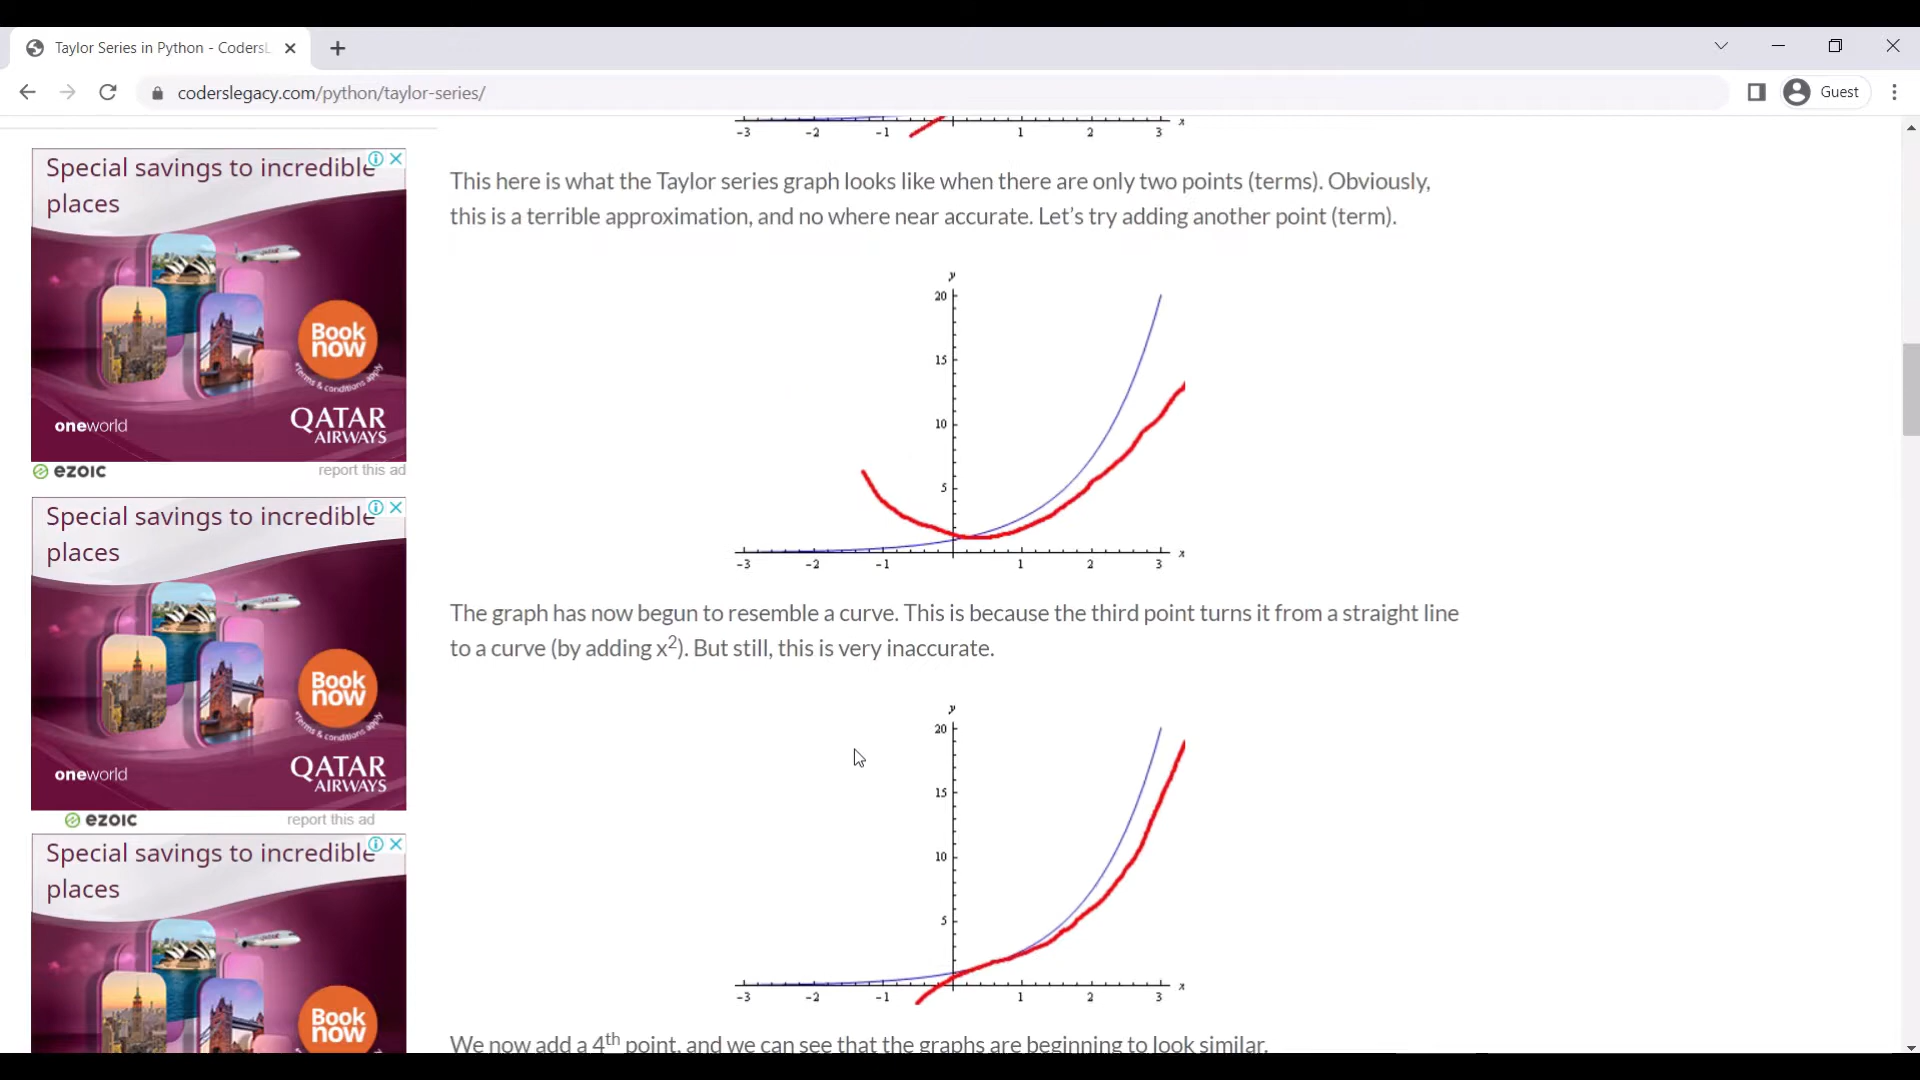 Taylor Series in Python - CodersL
coderslegacy.com/python/taylor-series/
Guest
-3 -2 -1 1 2 3 x
This here is what the Taylor series graph looks like when there are only two points (terms). Obviously,
this is a terrible approximation, and no where near accurate. Let's try adding another point (term).
y
20
15
10
5
-3 -2 -1 1 2 3 x
The graph has now begun to resemble a curve. This is because the third point turns it from a straight line
to a curve (by adding x²). But still, this is very inaccurate.
y
20
15
10
5
-3 -2 -1 1 2 3 x
We now add a 4th point, and we can see that the graphs are beginning to look similar.
Special savings to incredible
places
Book
now
*Terms & conditions apply
oneworld
QATAR
AIRWAYS
ezoic
report this ad
Special savings to incredible
places
Book
now
*Terms & conditions apply
oneworld
QATAR
AIRWAYS
ezoic
report this ad
Special savings to incredible
places
Book
now